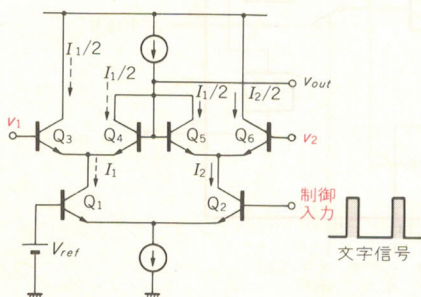 I₁/2
I₁/2
I₁/2
I₂/2
vout
v₁
Q₃
Q₄
Q₅
Q₆
v₂
I₁
I₂
Q₁
Q₂
制御
入力
Vref
文字信号